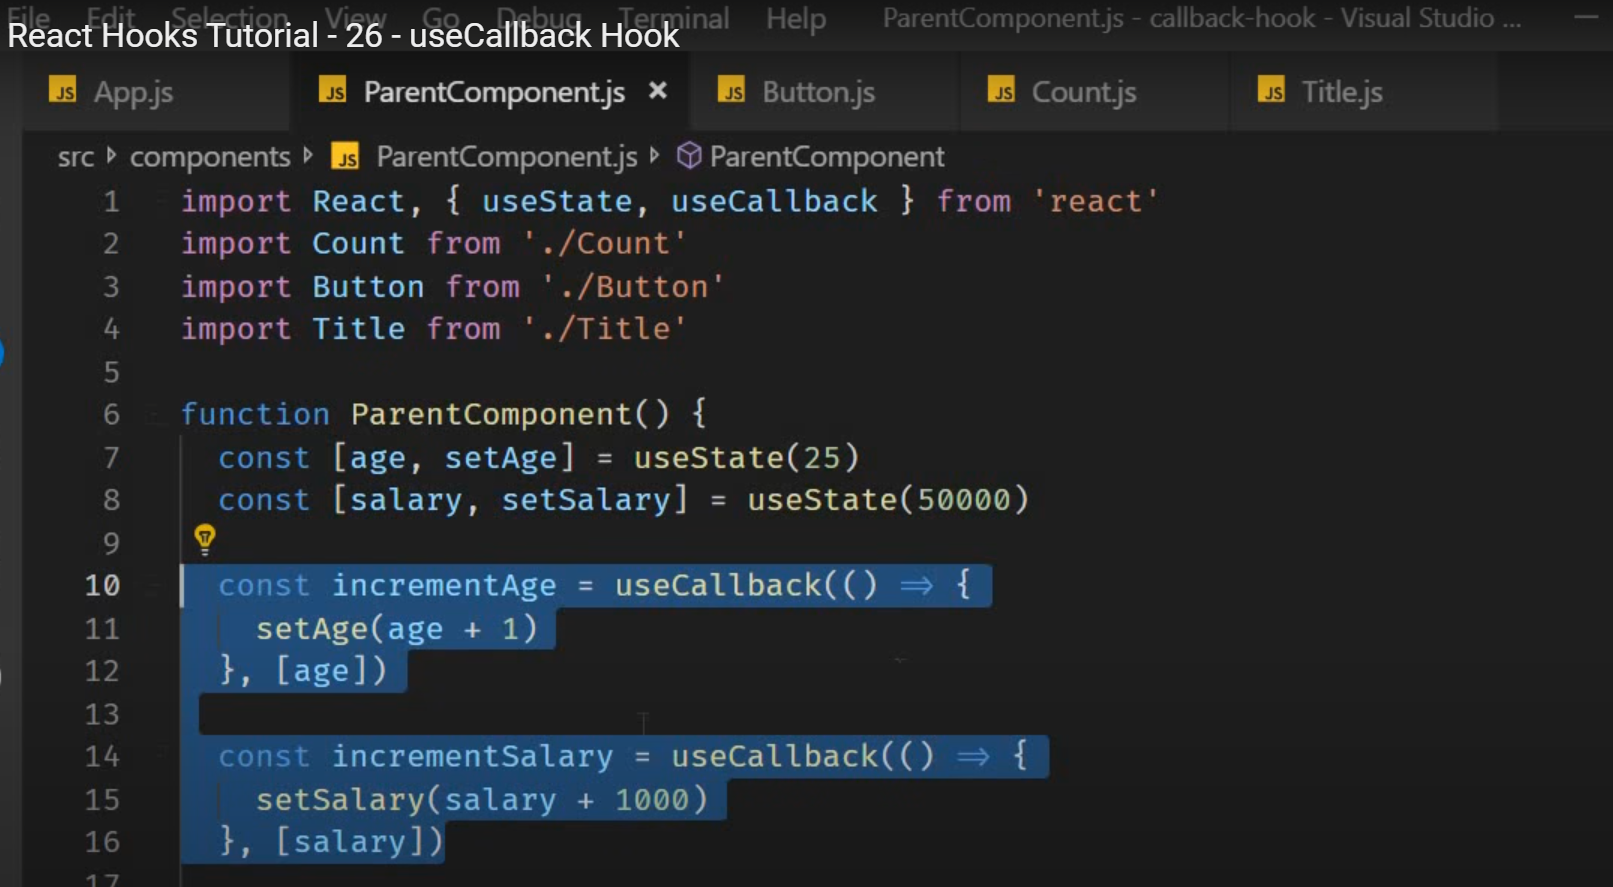 File Edit Selection View Go Debug Terminal Help ParentComponent.js - callback-hook - Visual Studio ...
React Hooks Tutorial - 26 - useCallback Hook
JS App.js JS ParentComponent.js × JS Button.js JS Count.js JS Title.js
src components JS ParentComponent.js ParentComponent
1 import React, { useState, useCallback } from 'react'
2 import Count from './Count'
3 import Button from './Button'
4 import Title from './Title'
5
6 function ParentComponent() {
7 const [age, setAge] = useState(25)
8 const [salary, setSalary] = useState(50000)
9
10 const incrementAge = useCallback(() => {
11 setAge(age + 1)
12 }, [age])
13
14 const incrementSalary = useCallback(() => {
15 setSalary(salary + 1000)
16 }, [salary])
17